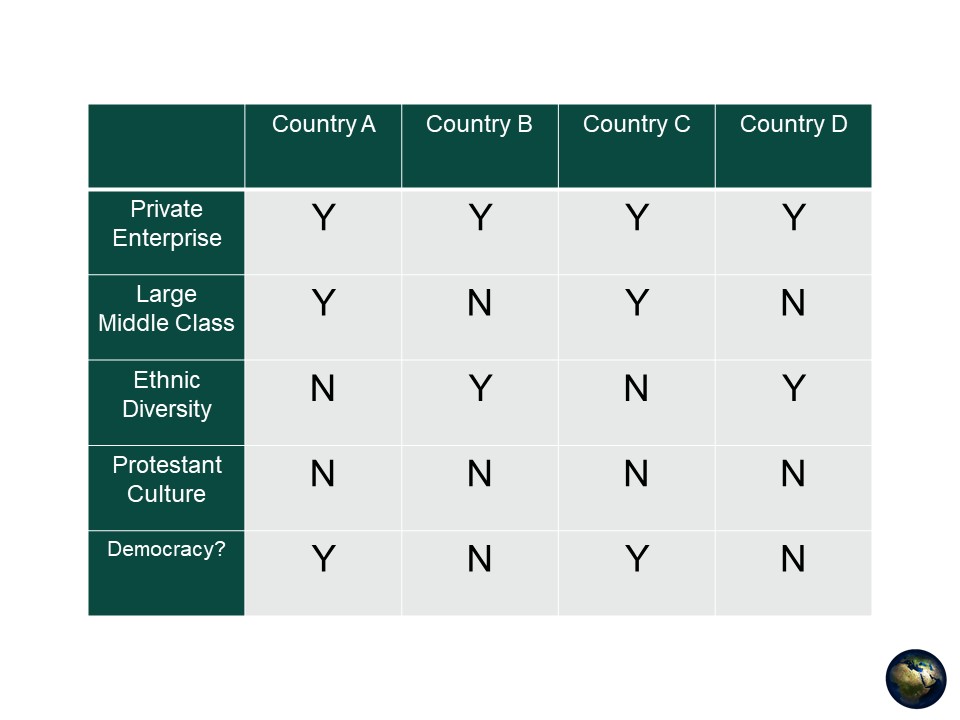 Country A Country B Country C Country D
Private
Enterprise
Y Y Y Y
Large
Middle Class
Y N Y N
Ethnic
Diversity
N Y N Y
Protestant
Culture
N N N N
Democracy?
Y N Y N